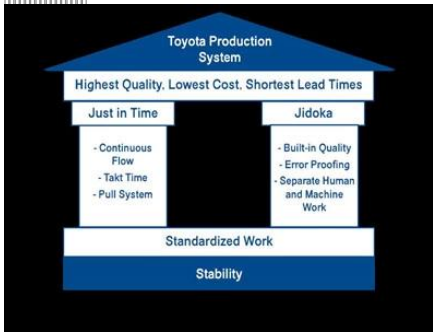 Toyota Production
System
Highest Quality, Lowest Cost, Shortest Lead Times
Just in Time
- Continuous
Flow
- Takt Time
- Pull System
Jidoka
- Built-in Quality
- Error Proofing
- Separate Human
and Machine
Work
Standardized Work
Stability